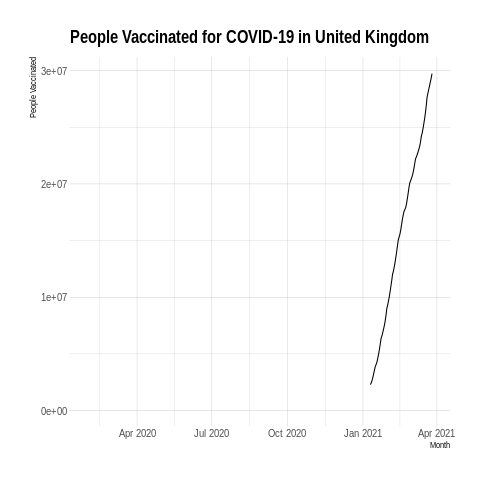 People Vaccinated for COVID-19 in United Kingdom
People Vaccinated
3e+07
2e+07
1e+07
0e+00
Apr 2020 Jul 2020 Oct 2020 Jan 2021 Apr 2021
Month